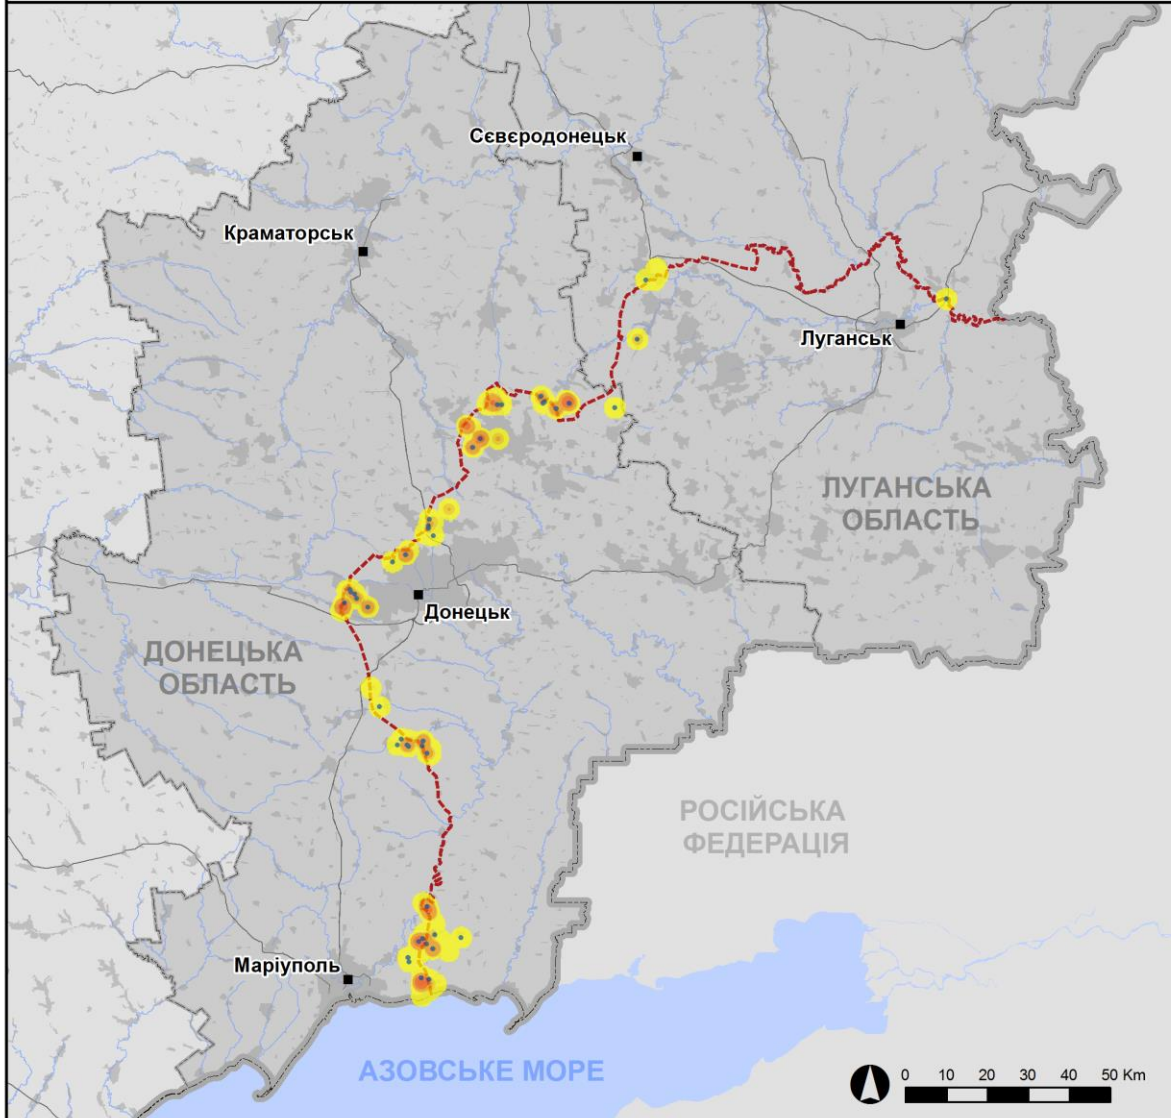 Сєвєродонецьк
Краматорськ
Луганськ
ЛУГАНСЬКА
ОБЛАСТЬ
Донецьк
ДОНЕЦЬКА
ОБЛАСТЬ
РОСІЙСЬКА
ФЕДЕРАЦІЯ
Маріуполь
АЗОВСЬКЕ МОРЕ
0 10 20 30 40 50 Km